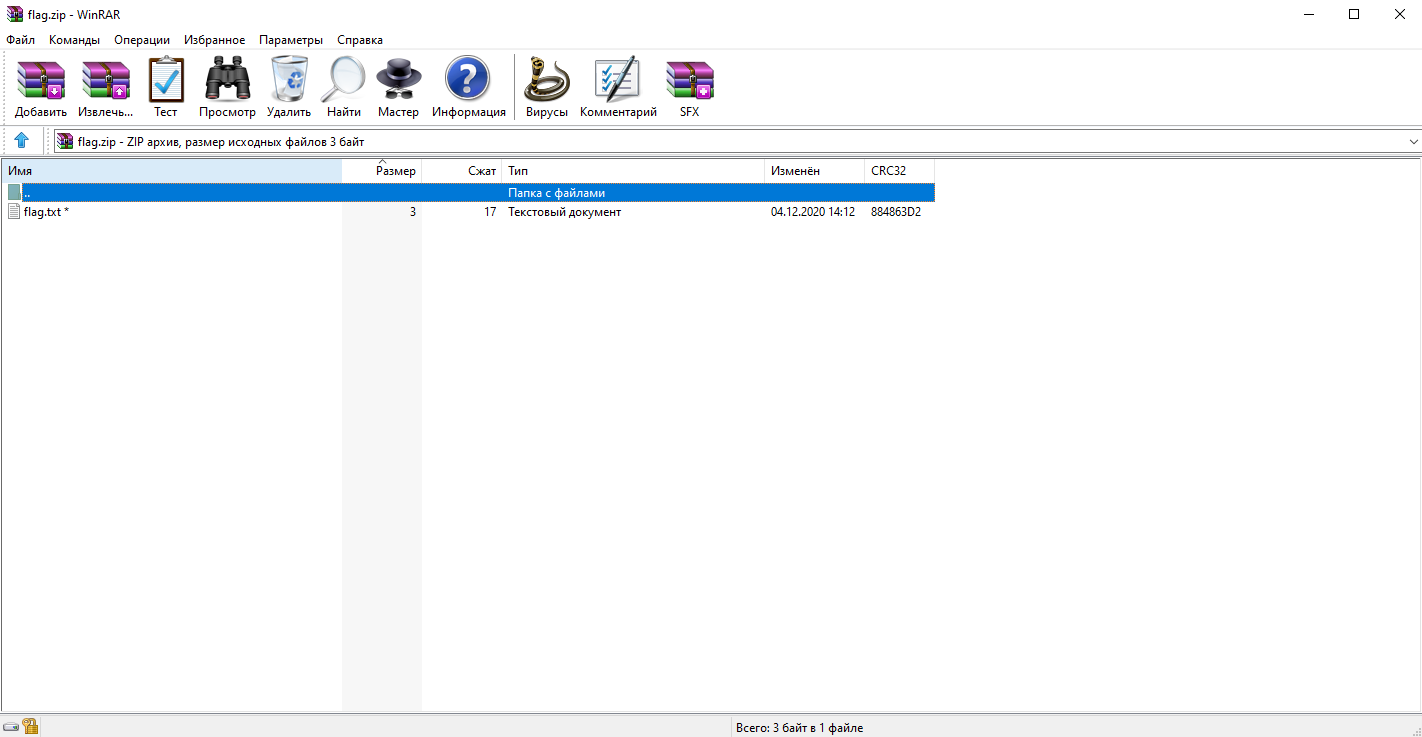 flag.zip - WinRAR
Файл Команды Операции Избранное Параметры Справка
Добавить Извлечь... Тест Просмотр Удалить Найти Мастер Информация Вирусы Комментарий SFX
flag.zip - ZIP архив, размер исходных файлов 3 байт
Имя Размер Сжат Тип Изменён CRC32
.. Папка с файлами
flag.txt * 3 17 Текстовый документ 04.12.2020 14:12 884863D2
Всего: 3 байт в 1 файле